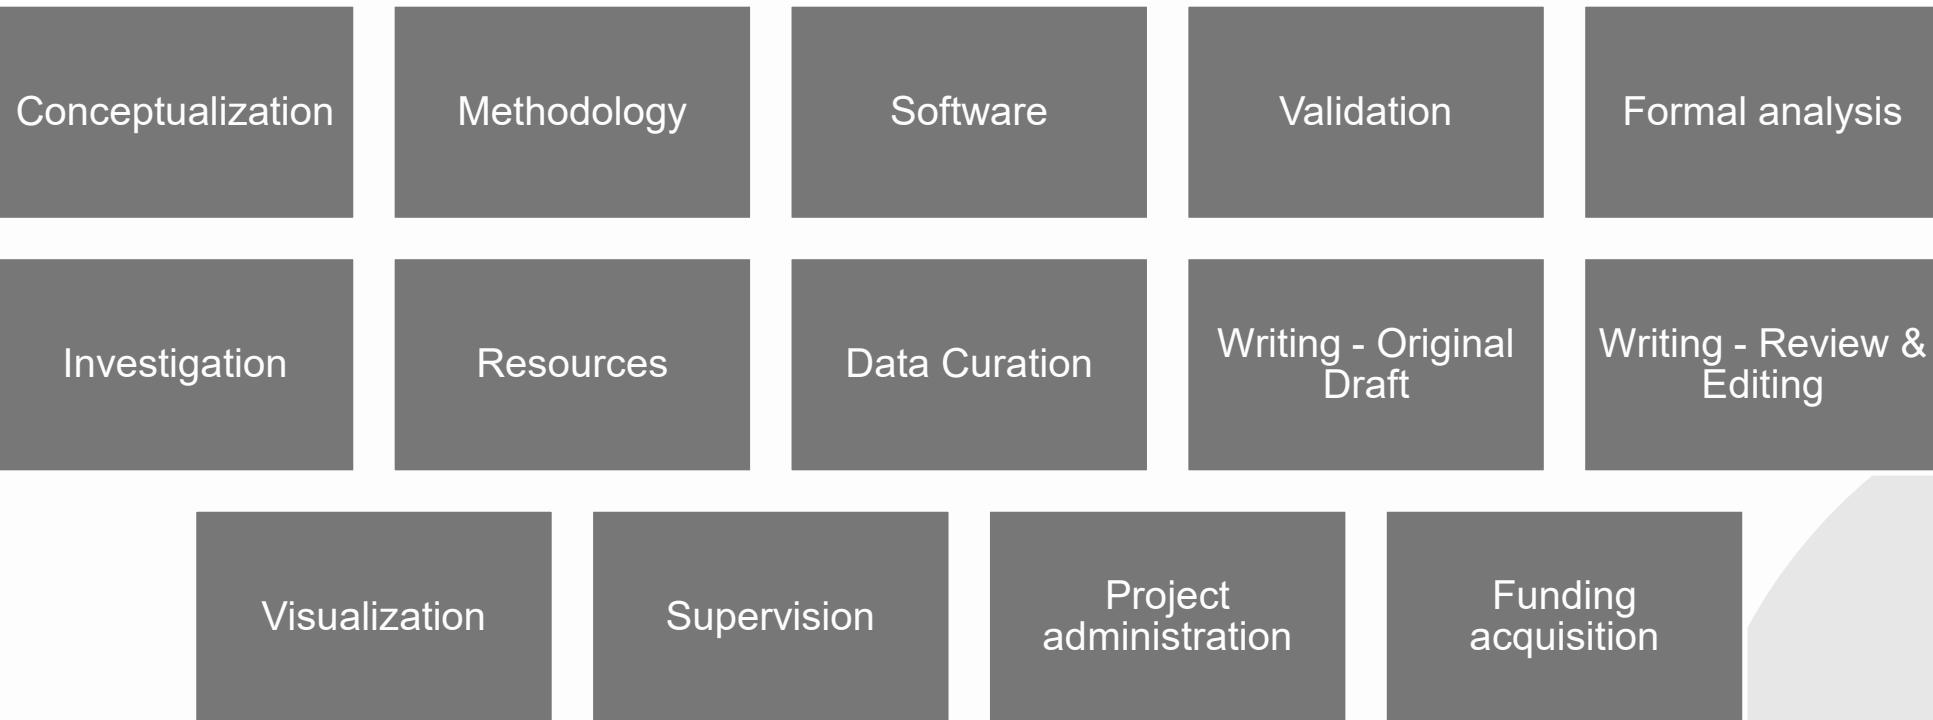 Conceptualization
Methodology
Software
Validation
Formal analysis
Investigation
Resources
Data Curation
Writing - Original
Draft
Writing - Review &
Editing
Visualization
Supervision
Project
administration
Funding
acquisition